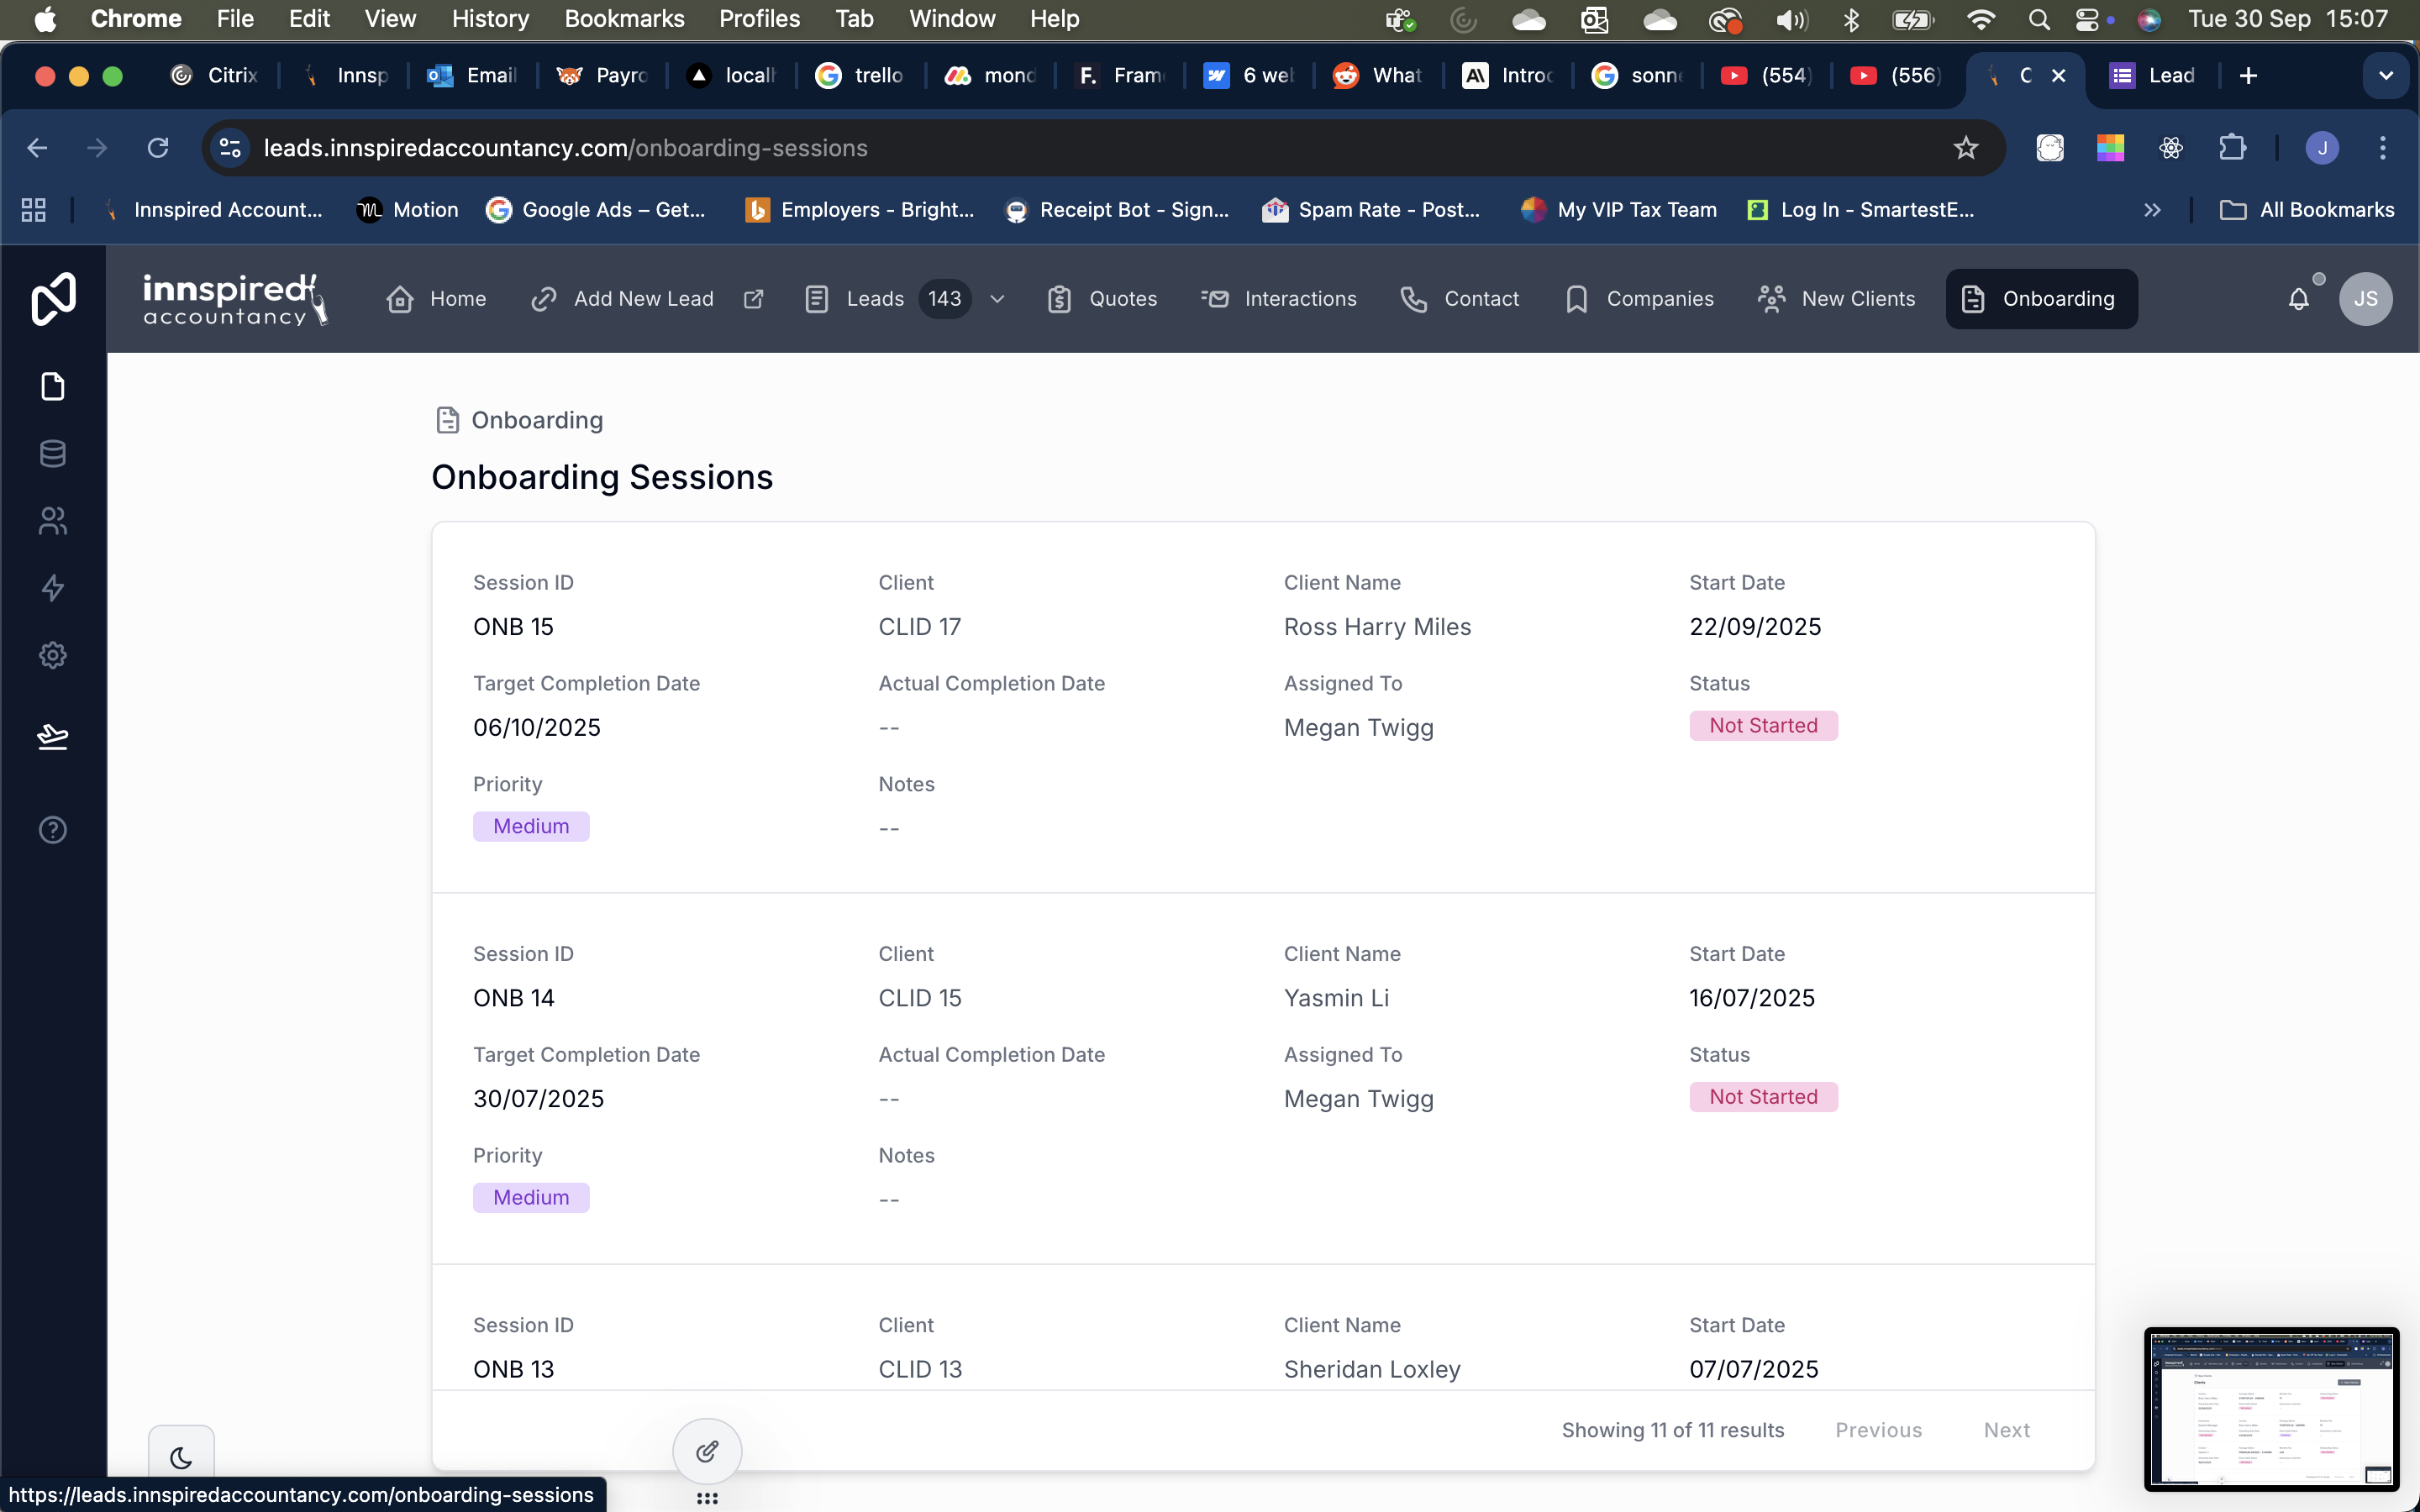 Chrome File Edit View History Bookmarks Profiles Tab Window Help Tue 30 Sep 15:07
Citrix Innsp Email Payro localh trello mond Fram 6 we What Introd sonne (554) (556) C Lead
leads.innspiredaccountancy.com/onboarding-sessions J
Innspired Account... Motion Google Ads – Get... Employers - Bright... Receipt Bot - Sign... Spam Rate - Post... My VIP Tax Team Log In - SmartestE... All Bookmarks
innspired accountancy
Home Add New Lead Leads 143 Quotes Interactions Contact Companies New Clients Onboarding JS
Onboarding
Onboarding Sessions
Session ID Client Client Name Start Date
ONB 15 CLID 17 Ross Harry Miles 22/09/2025
Target Completion Date Actual Completion Date Assigned To Status
06/10/2025 -- Megan Twigg Not Started
Priority Notes
Medium --
Session ID Client Client Name Start Date
ONB 14 CLID 15 Yasmin Li 16/07/2025
Target Completion Date Actual Completion Date Assigned To Status
30/07/2025 -- Megan Twigg Not Started
Priority Notes
Medium --
Session ID Client Client Name Start Date
ONB 13 CLID 13 Sheridan Loxley 07/07/2025
Showing 11 of 11 results Previous Next
https://leads.innspiredaccountancy.com/onboarding-sessions